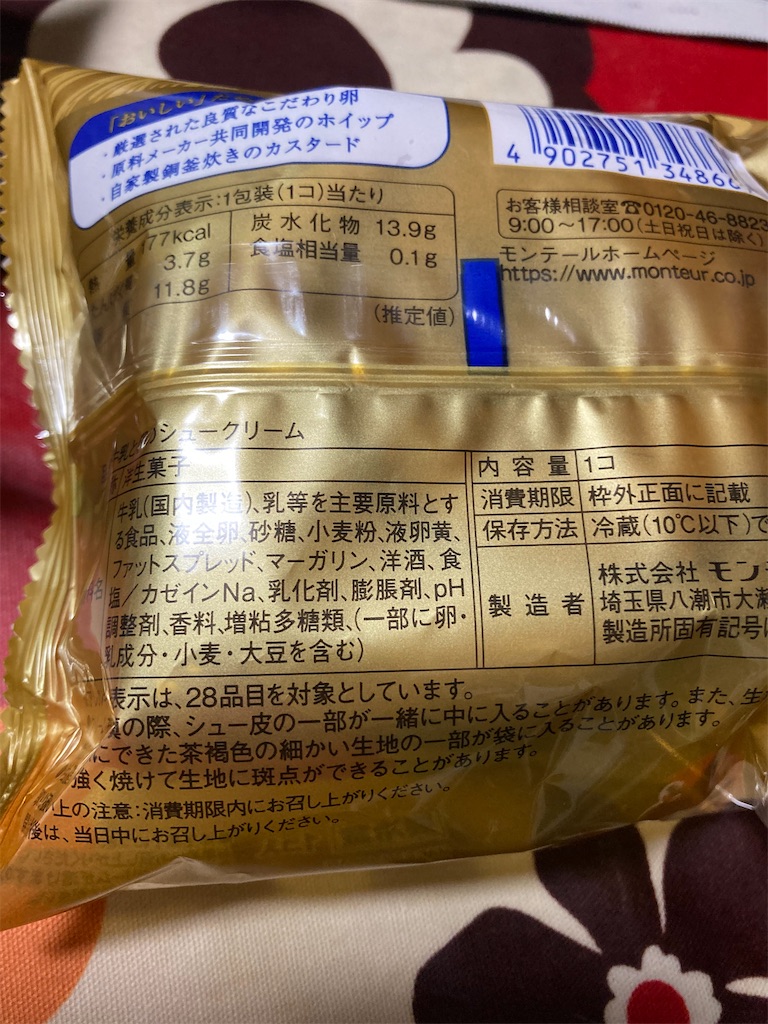 「おいしい」
・厳選された良質なこだわり卵
・原料メーカー共同開発のホイップ
・自家製銅釜炊きのカスタード
4 902751 3486
栄養成分表示:1包装(1コ)当たり
177kcal 炭水化物 13.9g
3.7g 食塩相当量 0.1g
11.8g
(推定値)
お客様相談室☎0120-46-8823
9:00〜17:00(土日祝日は除く)
モンテールホームページ
https://www.monteur.co.jp
シュークリーム
洋生菓子
牛乳(国内製造)、乳等を主要原料とす
る食品、液全卵、砂糖、小麦粉、液卵黄、
ファットスプレッド、マーガリン、洋酒、食
塩/カゼインNa、乳化剤、膨脹剤、pH
調整剤、香料、増粘多糖類、(一部に卵・
乳成分・小麦・大豆を含む)
内容量 1コ
消費期限 枠外正面に記載
保存方法 冷蔵(10℃以下)で
製造者 株式会社 モン
埼玉県八潮市大瀬
製造所固有記号は
表示は、28品目を対象としています。
の際、シュー皮の一部が一緒に中に入ることがあります。また、生
にできた茶褐色の細かい生地の一部が袋に入ることがあります。
強く焼けて生地に斑点ができることがあります。
上の注意:消費期限内にお召し上がりください。
後は、当日中にお召し上がりください。